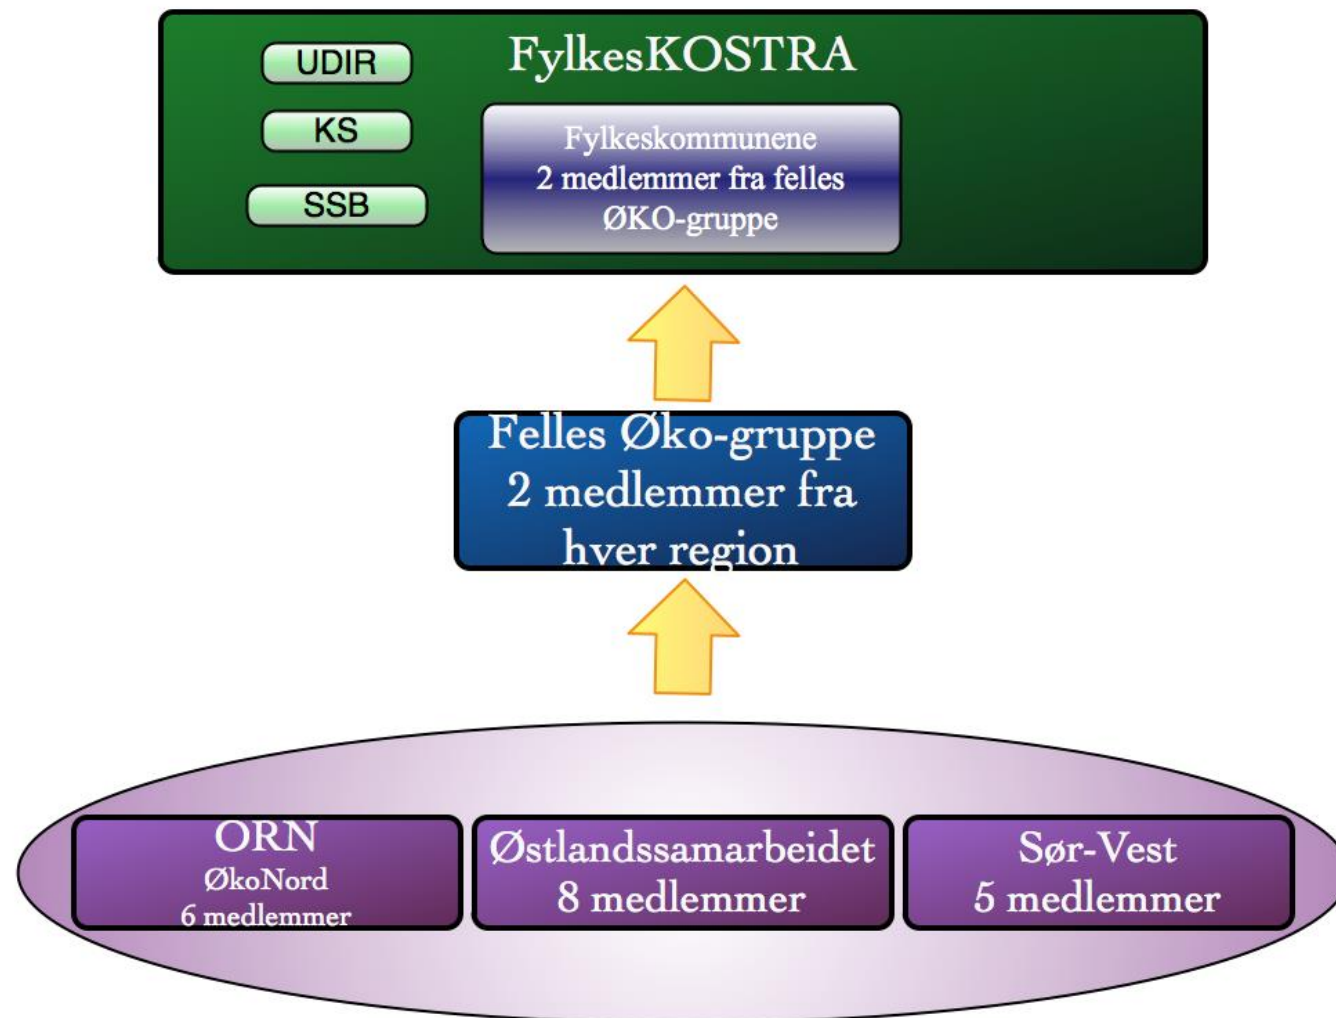 FylkesKOSTRA
UDIR
KS
SSB
Fylkeskommunene
2 medlemmer fra felles
ØKO-gruppe
Felles Øko-gruppe
2 medlemmer fra
hver region
ORN
ØkoNord
6 medlemmer
Østlandssamarbeidet
8 medlemmer
Sør-Vest
5 medlemmer